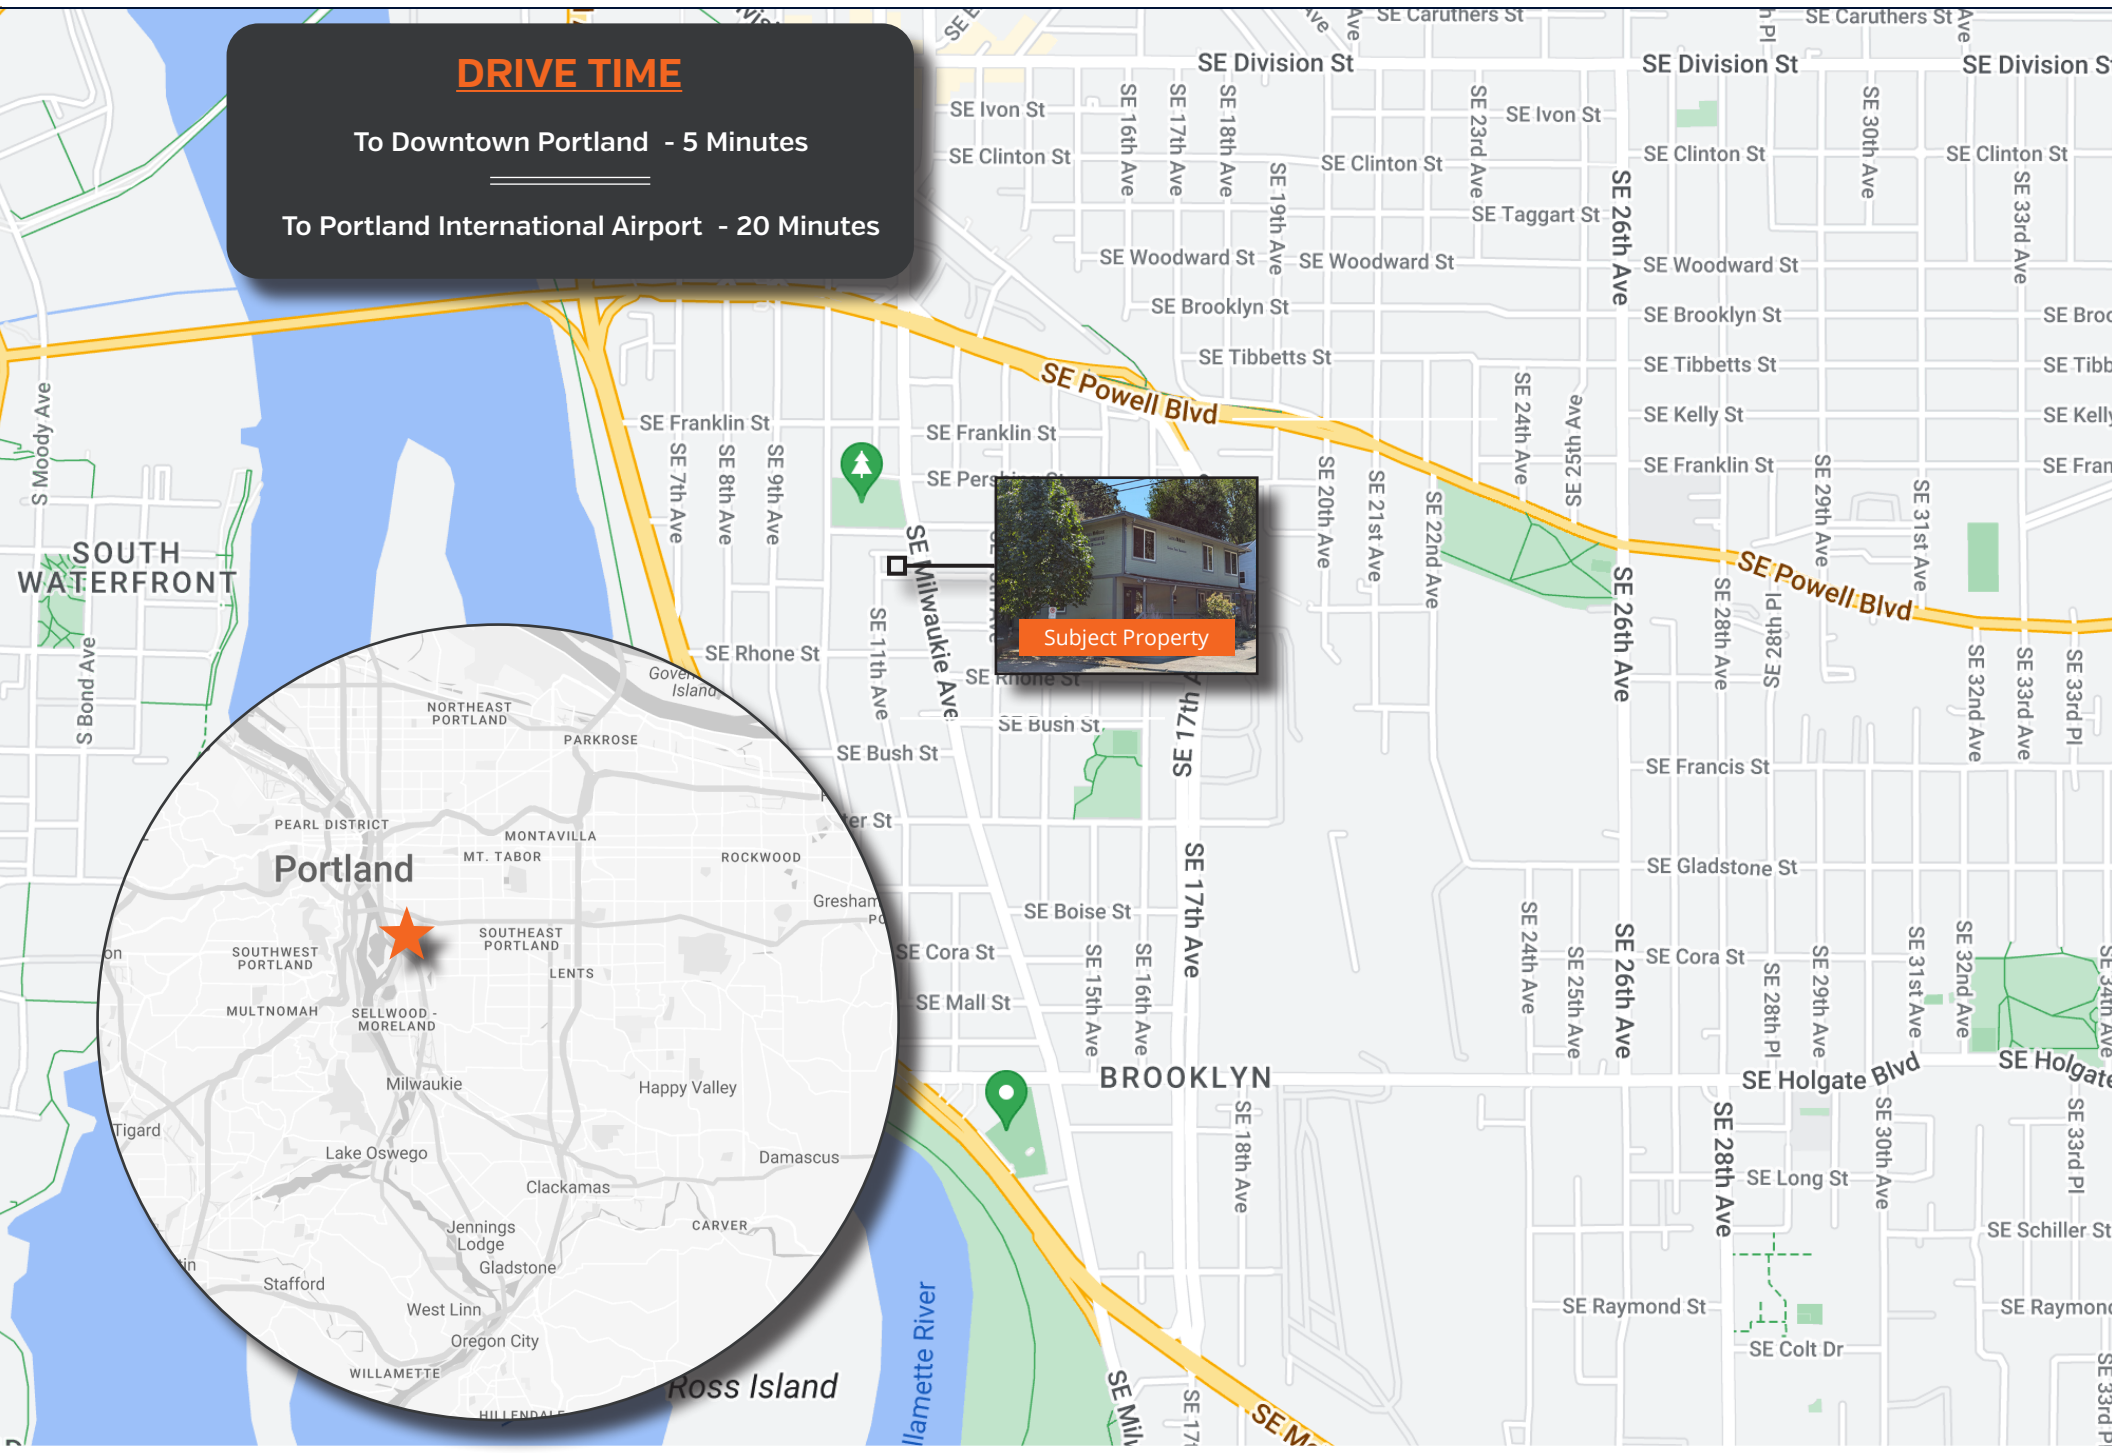 DRIVE TIME
To Downtown Portland - 5 Minutes
To Portland International Airport - 20 Minutes
SE Caruthers St
SE Caruthers St
SE Division St
SE Division St
SE Division St
SE Ivon St
SE Ivon St
SE Clinton St
SE Clinton St
SE Clinton St
SE Clinton St
SE 16th Ave
SE 17th Ave
SE 18th Ave
SE 19th Ave
SE 23rd Ave
SE 26th Ave
SE 30th Ave
SE 33rd Ave
SE Taggart St
SE Woodward St
SE Woodward St
SE Woodward St
SE Brooklyn St
SE Brooklyn St
SE Tibbetts St
SE Tibbetts St
SE Powell Blvd
SE Kelly St
SE Kelly
SE Franklin St
SE Franklin St
SE Franklin St
S Moody Ave
SE 7th Ave
SE 8th Ave
SE 9th Ave
SE 20th Ave
SE 21st Ave
SE 22nd Ave
SE 24th Ave
SE 25th Ave
SE 29th Ave
SE 31st Ave
SOUTH
WATERFRONT
S Bond Ave
SE Milwaukie Ave
SE 11th Ave
Subject Property
SE Powell Blvd
SE 26th Ave
SE 28th Ave
SE 28th Pl
SE 32nd Ave
SE 33rd Ave
SE 33rd Pl
SE Rhone St
SE Rhone St
SE Bush St
SE Bush St
SE 17th
SE Francis St
SE Gladstone St
SE 17th Ave
SE Boise St
SE Cora St
SE Cora St
SE Mall St
SE 15th Ave
SE 16th Ave
SE 24th Ave
SE 25th Ave
SE 26th Ave
SE 28th Pl
SE 29th Ave
SE 31st Ave
SE 32nd Ave
SE 34th Ave
BROOKLYN
SE Holgate Blvd
SE Holgate
SE 18th Ave
SE 28th Ave
SE 30th Ave
SE 33rd Pl
SE Long St
SE Schiller St
SE Raymond St
SE Raymond
SE Colt Dr
SE 33rd P
Ross Island
llamette River
SE 17t
Island
NORTHEAST
PORTLAND
PARKROSE
PEARL DISTRICT
MONTAVILLA
MT. TABOR
ROCKWOOD
Portland
Gresham
SOUTHEAST
PORTLAND
SOUTHWEST
PORTLAND
LENTS
MULTNOMAH
SELLWOOD -
MORELAND
Milwaukie
Happy Valley
Tigard
Lake Oswego
Damascus
Clackamas
Jennings
Lodge
CARVER
Gladstone
Stafford
West Linn
Oregon City
WILLAMETTE
HILLENDALE